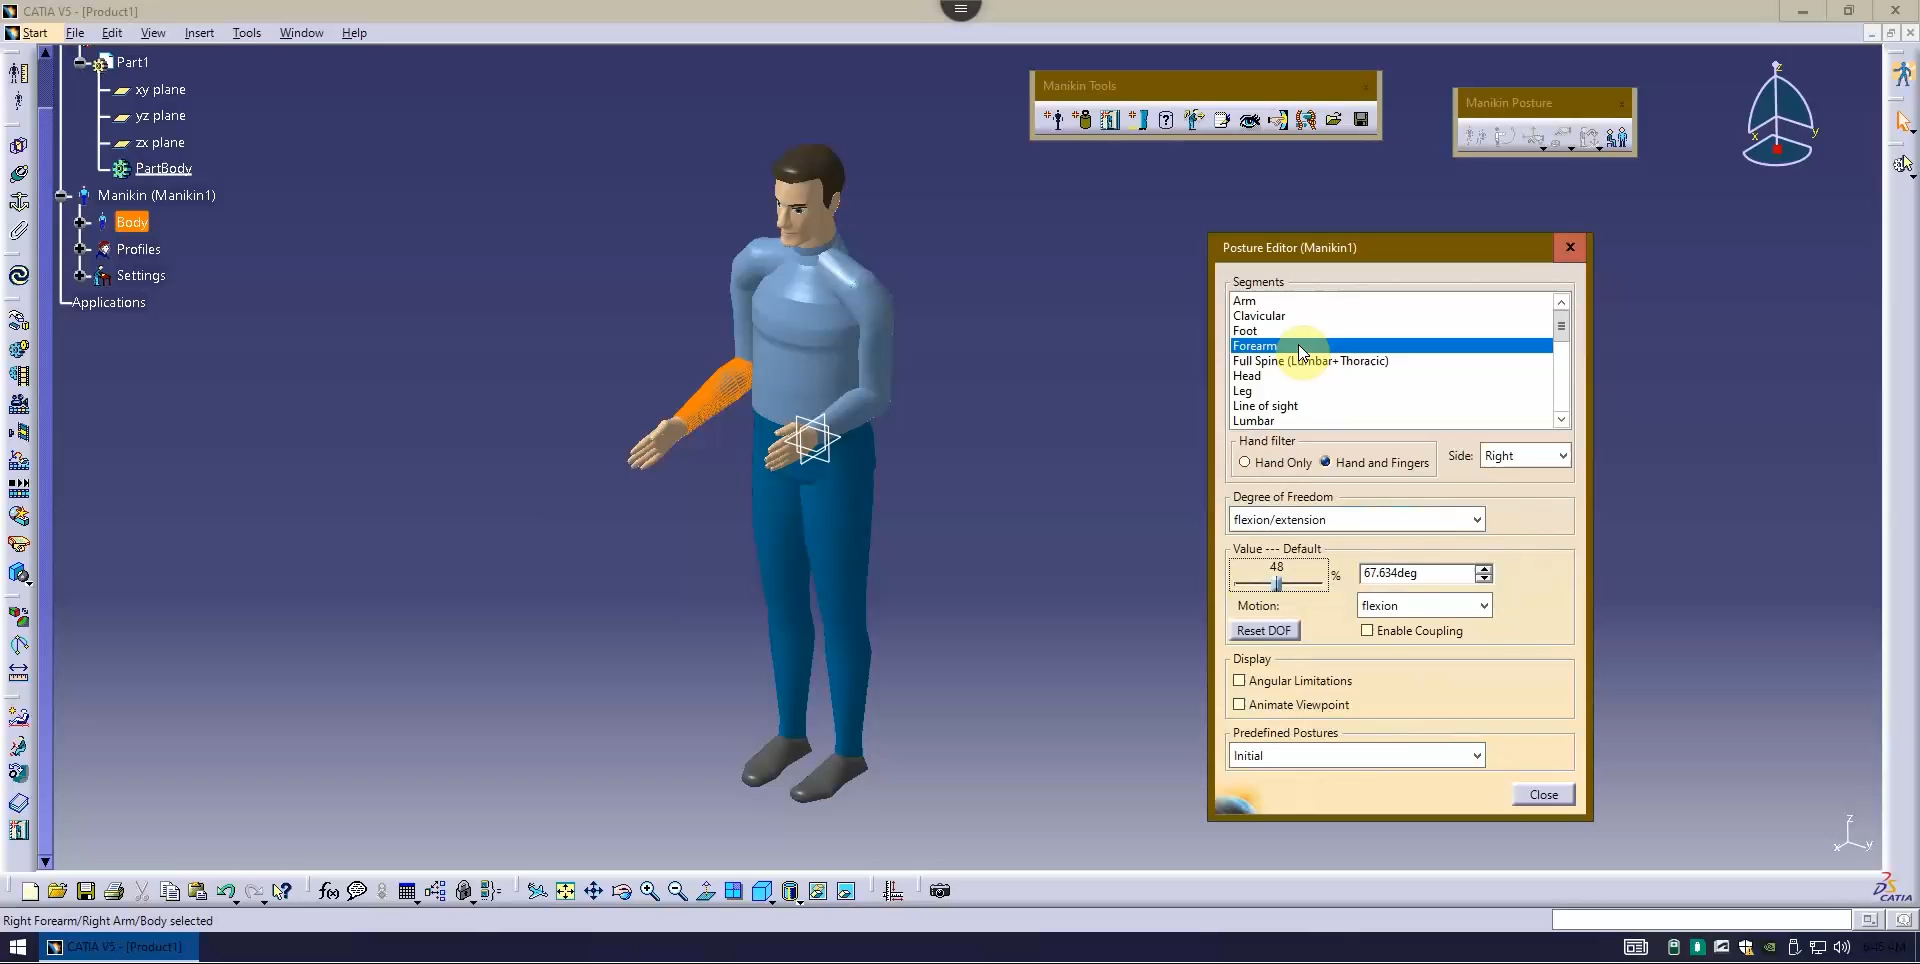 CATIA V5 - [Product1]
Start File Edit View Insert Tools Window Help
Part1
xy plane
yz plane
zx plane
PartBody
Manikin (Manikin1)
Body
Profiles
Settings
Applications
Manikin Tools
Manikin Posture
z
x
y
Posture Editor (Manikin1)
Segments
Arm
Clavicular
Foot
Forearm
Full Spine (Lumbar+Thoracic)
Head
Leg
Line of sight
Lumbar
Hand filter
Hand Only Hand and Fingers
Side: Right
Degree of Freedom
flexion/extension
Value --- Default
48
% 67.634deg
Motion: flexion
Reset DOF Enable Coupling
Display
Angular Limitations
Animate Viewpoint
Predefined Postures
Initial
Close
z
x y
f(x)
CATIA
Right Forearm/Right Arm/Body selected
CATIA V5 - [Product1]